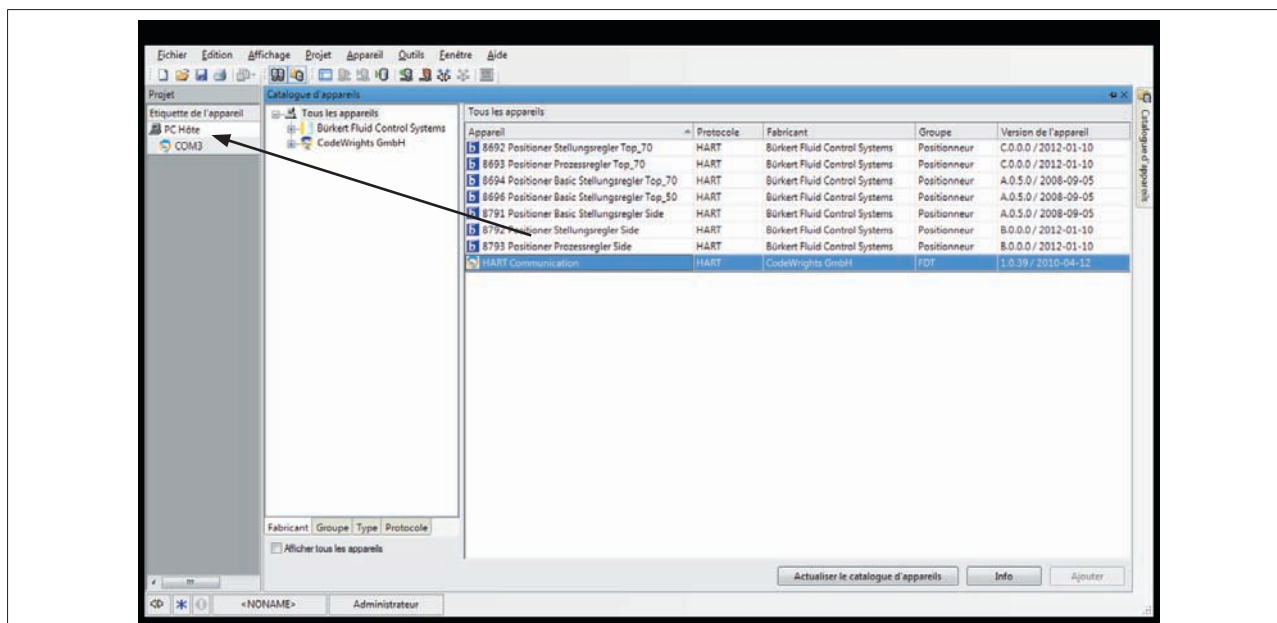 Fichier Edition Affichage Projet Appareil Outils Fenêtre Aide
Projet
Etiquette de l'appareil
PC Hôte
COM3
Catalogue d'appareils
Tous les appareils
Bürkert Fluid Control Systems
CodeWrights GmbH
Tous les appareils
Appareil Protocole Fabricant Groupe Version de l'appareil
8692 Positioner Stellungsregler Top_70 HART Bürkert Fluid Control Systems Positionneur C.0.0.0 / 2012-01-10
8693 Positioner Prozessregler Top_70 HART Bürkert Fluid Control Systems Positionneur C.0.0.0 / 2012-01-10
8694 Positioner Basic Stellungsregler Top_70 HART Bürkert Fluid Control Systems Positionneur A.0.5.0 / 2008-09-05
8696 Positioner Basic Stellungsregler Top_50 HART Bürkert Fluid Control Systems Positionneur A.0.5.0 / 2008-09-05
8791 Positioner Basic Stellungsregler Side HART Bürkert Fluid Control Systems Positionneur A.0.5.0 / 2008-09-05
8792 Positioner Stellungsregler Side HART Bürkert Fluid Control Systems Positionneur B.0.0.0 / 2012-01-10
8793 Positioner Prozessregler Side HART Bürkert Fluid Control Systems Positionneur B.0.0.0 / 2012-01-10
HART Communication HART CodeWrights GmbH FDT 1.0.39 / 2010-04-12
Catalogue d'appareils
Fabricant Groupe Type Protocole
Afficher tous les appareils
Actualiser le catalogue d'appareils Info Ajouter
<NONAME> Administrateur